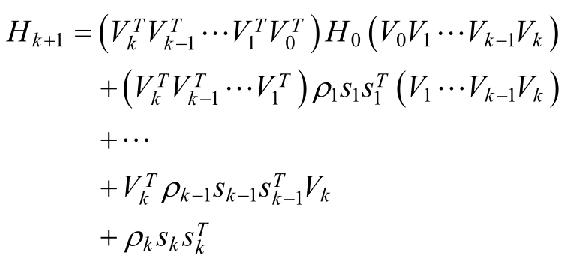 H_{k+1} = (V_k^T V_{k-1}^T ⋯ V_1^T V_0^T) H_0 (V_0 V_1 ⋯ V_{k-1} V_k)
+ (V_k^T V_{k-1}^T ⋯ V_1^T) ρ_1 s_1 s_1^T (V_1 ⋯ V_{k-1} V_k)
+ ⋯
+ V_k^T ρ_{k-1} s_{k-1} s_{k-1}^T V_k
+ ρ_k s_k s_k^T